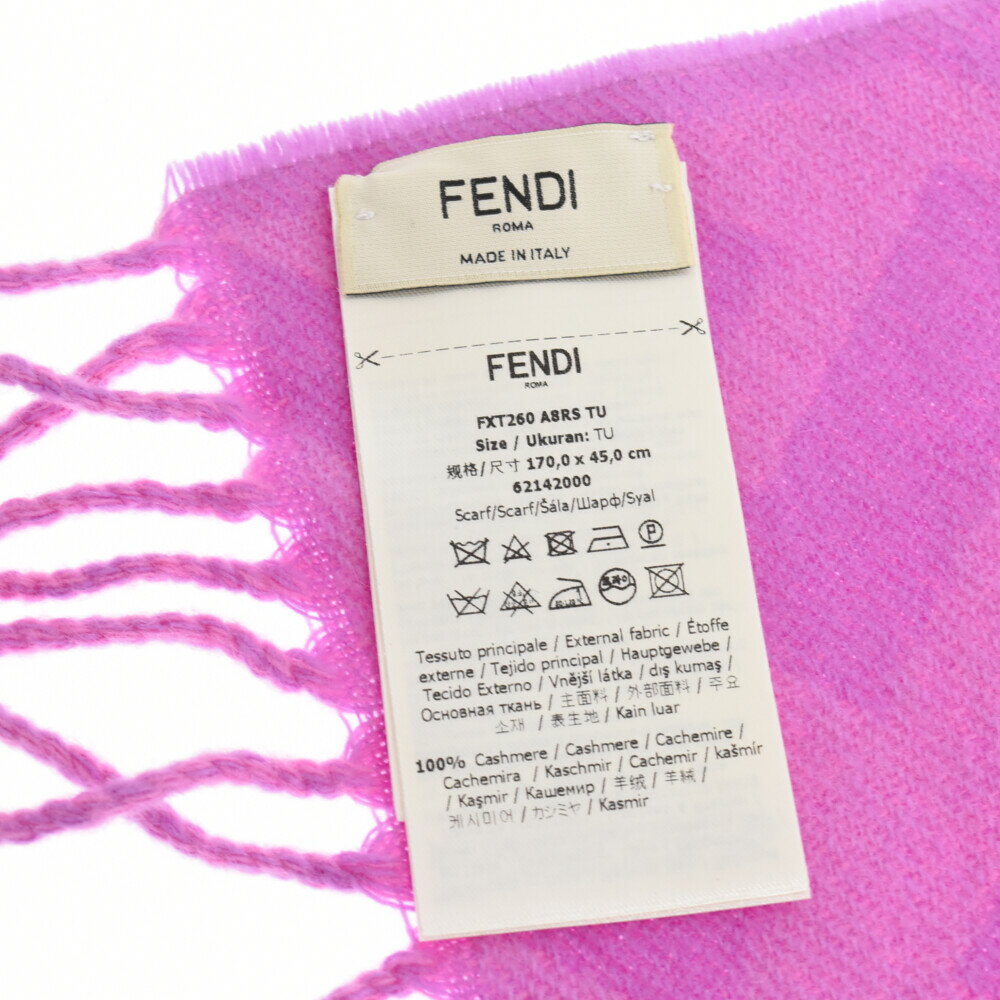 FENDI
ROMA
MADE IN ITALY
FENDI
ROMA
FXT260 A8RS TU
Size / Ukuran: TU
规格/尺寸 170,0 x 45,0 cm
62142000
Scarf/Scarf/Šála/Шарф/Syal
P
Tessuto principale / External fabric / Étoffe
externe / Tejido principal / Hauptgewebe /
Tecido Externo / Vnější látka / dış kumaş /
Основная ткань / 主面料 / 外部面料 / 주요
소재 / 表生地 / Kain luar
100% Cashmere / Cashmere / Cachemire /
Cachemira / Kaschmir / Cachemir / kašmír
/ Kaşmir / Кашемир / 羊绒 / 羊絨 /
케시미어 / カシミヤ / Kasmir